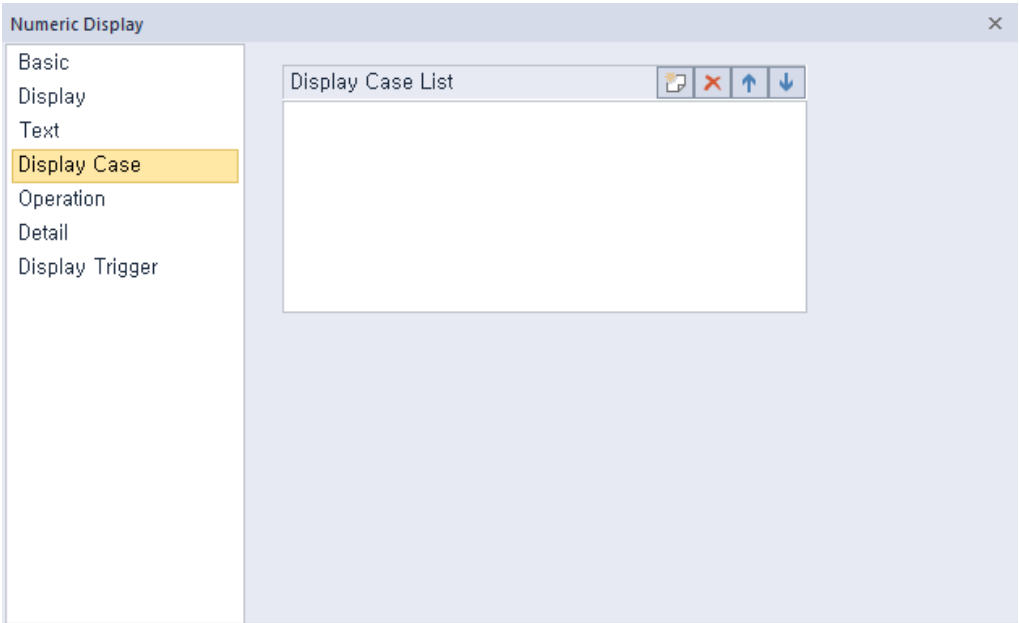 Numeric Display
Basic
Display
Text
Display Case
Operation
Detail
Display Trigger
Display Case List